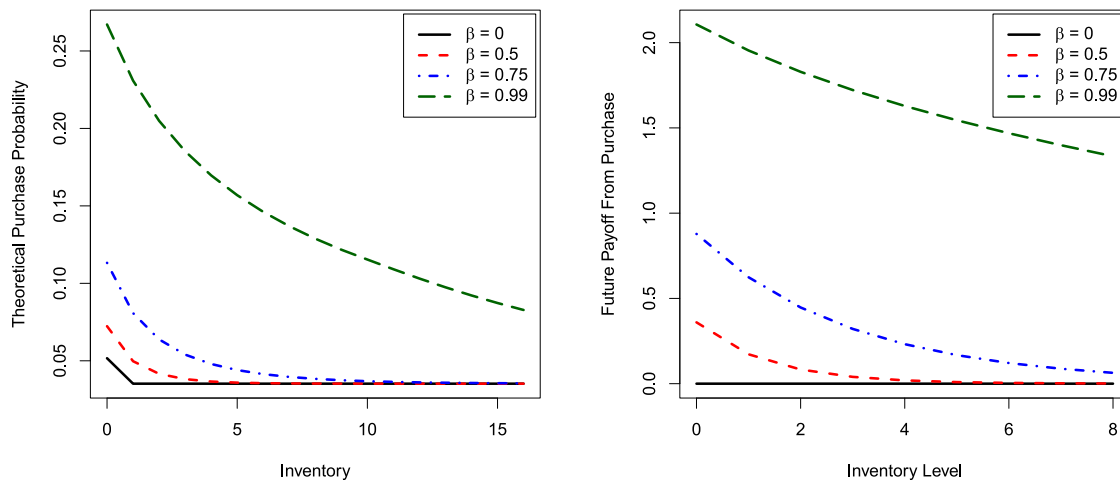 Theoretical Purchase Probability
0.25
0.20
0.15
0.10
0.05
0 5 10 15
Inventory
β = 0
β = 0.5
β = 0.75
β = 0.99
Future Payoff From Purchase
2.0
1.5
1.0
0.5
0.0
0 2 4 6 8
Inventory Level
β = 0
β = 0.5
β = 0.75
β = 0.99